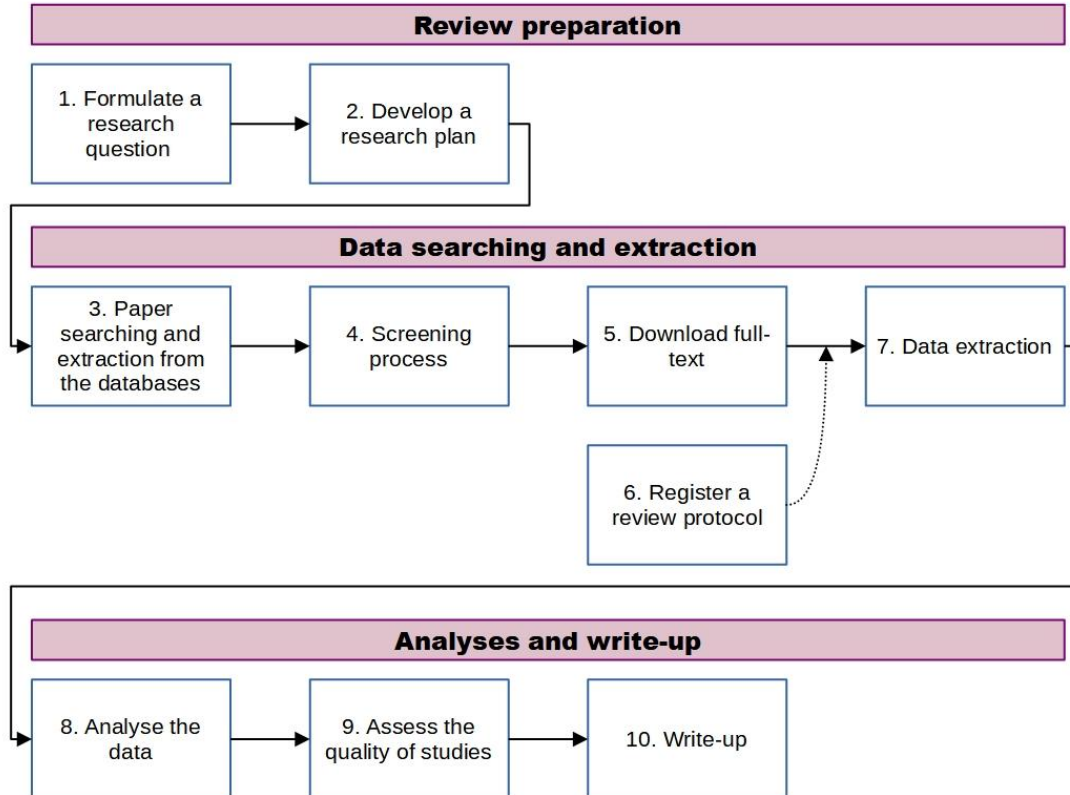 Review preparation
1. Formulate a
research
question
2. Develop a
research plan
Data searching and extraction
3. Paper
searching and
extraction from
the databases
4. Screening
process
5. Download full-
text
7. Data extraction
6. Register a
review protocol
Analyses and write-up
8. Analyse the
data
9. Assess the
quality of studies
10. Write-up